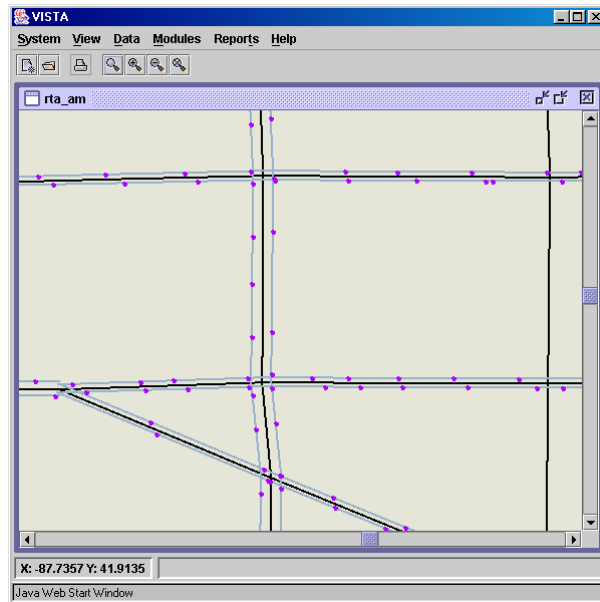 VISTA
System View Data Modules Reports Help
rta_am
X: -87.7357 Y: 41.9135
Java Web Start Window